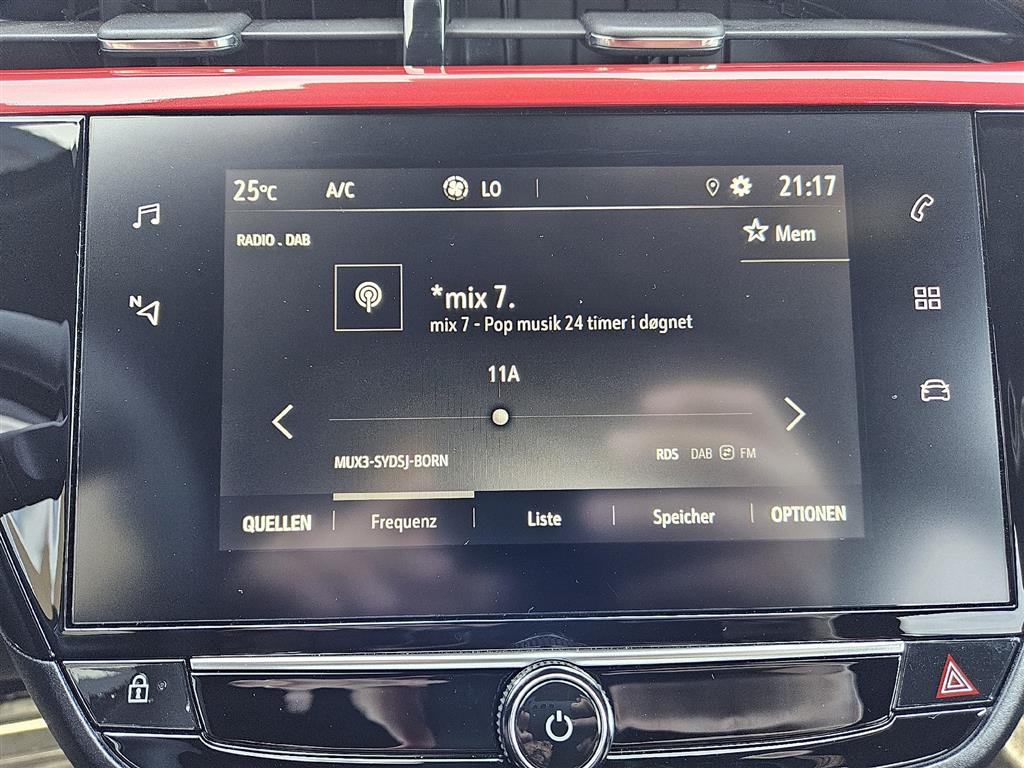 25°C A/C LO 21:17
RADIO . DAB
Mem
*mix 7.
mix 7 - Pop musik 24 timer i døgnet
N
11A
MUX3-SYDSJ-BORN
RDS DAB FM
QUELLEN Frequenz Liste Speicher OPTIONEN